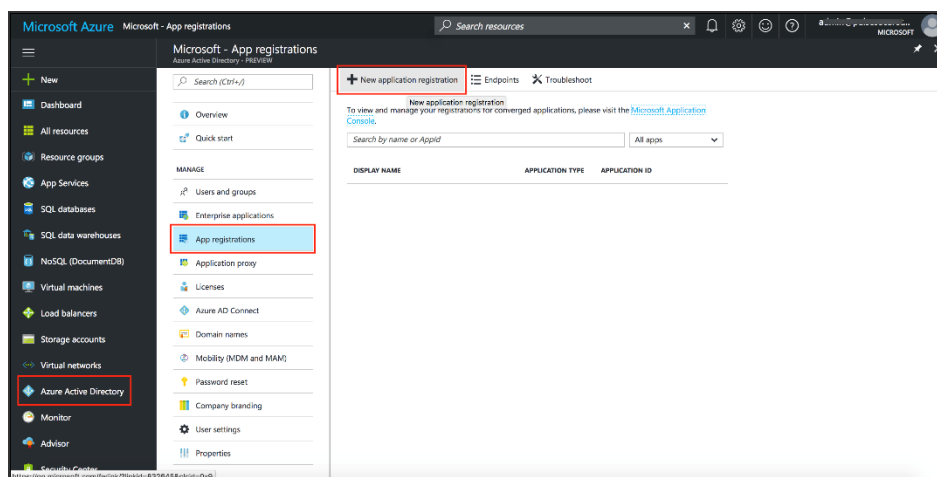 Microsoft Azure Microsoft - App registrations
Search resources
MICROSOFT
Microsoft - App registrations
Azure Active Directory - PREVIEW
New
Dashboard
All resources
Resource groups
App Services
SQL databases
SQL data warehouses
NoSQL (DocumentDB)
Virtual machines
Load balancers
Storage accounts
Virtual networks
Azure Active Directory
Monitor
Advisor
Security Center
Search (Ctrl+/)
Overview
Quick start
MANAGE
Users and groups
Enterprise applications
App registrations
Application proxy
Licenses
Azure AD Connect
Domain names
Mobility (MDM and MAM)
Password reset
Company branding
User settings
Properties
New application registration Endpoints Troubleshoot
New application registration
To view and manage your registrations for converged applications, please visit the Microsoft Application
Console.
Search by name or AppId All apps
DISPLAY NAME APPLICATION TYPE APPLICATION ID